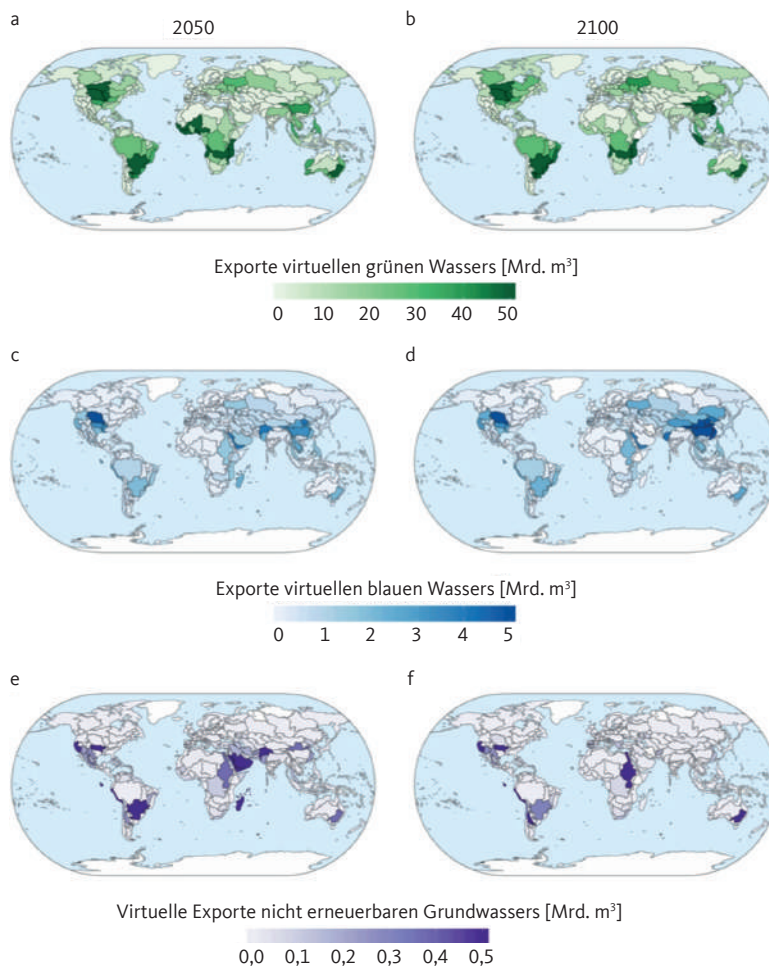 a
2050
b
2100
Exporte virtuellen grünen Wassers [Mrd. m³]
0 10 20 30 40 50
c
d
Exporte virtuellen blauen Wassers [Mrd. m³]
0 1 2 3 4 5
e
f
Virtuelle Exporte nicht erneuerbaren Grundwassers [Mrd. m³]
0,0 0,1 0,2 0,3 0,4 0,5